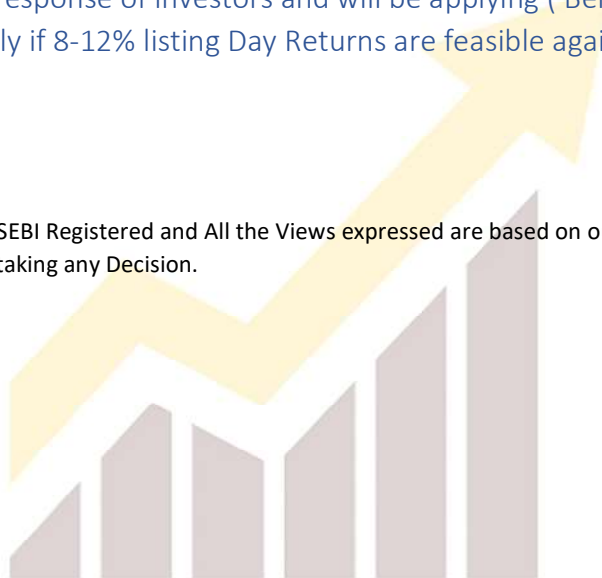 response of investors and will be applying ( Be
ly if 8-12% listing Day Returns are feasible agai
SEBI Registered and All the Views expressed are based on o
taking any Decision.